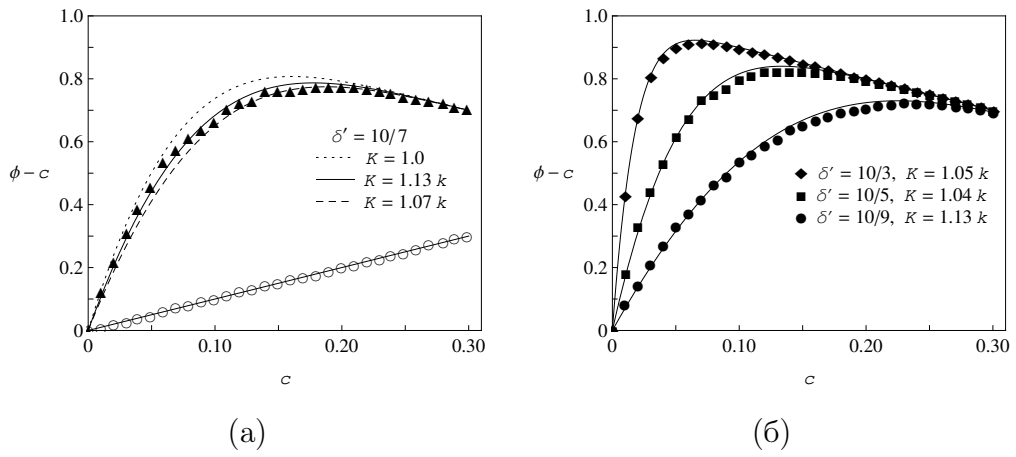 1.0
0.8
0.6
0.4
0.2
0
ϕ – c
δ′ = 10/7
K = 1.0
K = 1.13 k
K = 1.07 k
0
0.10
0.20
0.30
c
(а)
1.0
0.8
0.6
0.4
0.2
0
ϕ – c
δ′ = 10/3, K = 1.05 k
δ′ = 10/5, K = 1.04 k
δ′ = 10/9, K = 1.13 k
0
0.10
0.20
0.30
c
(б)